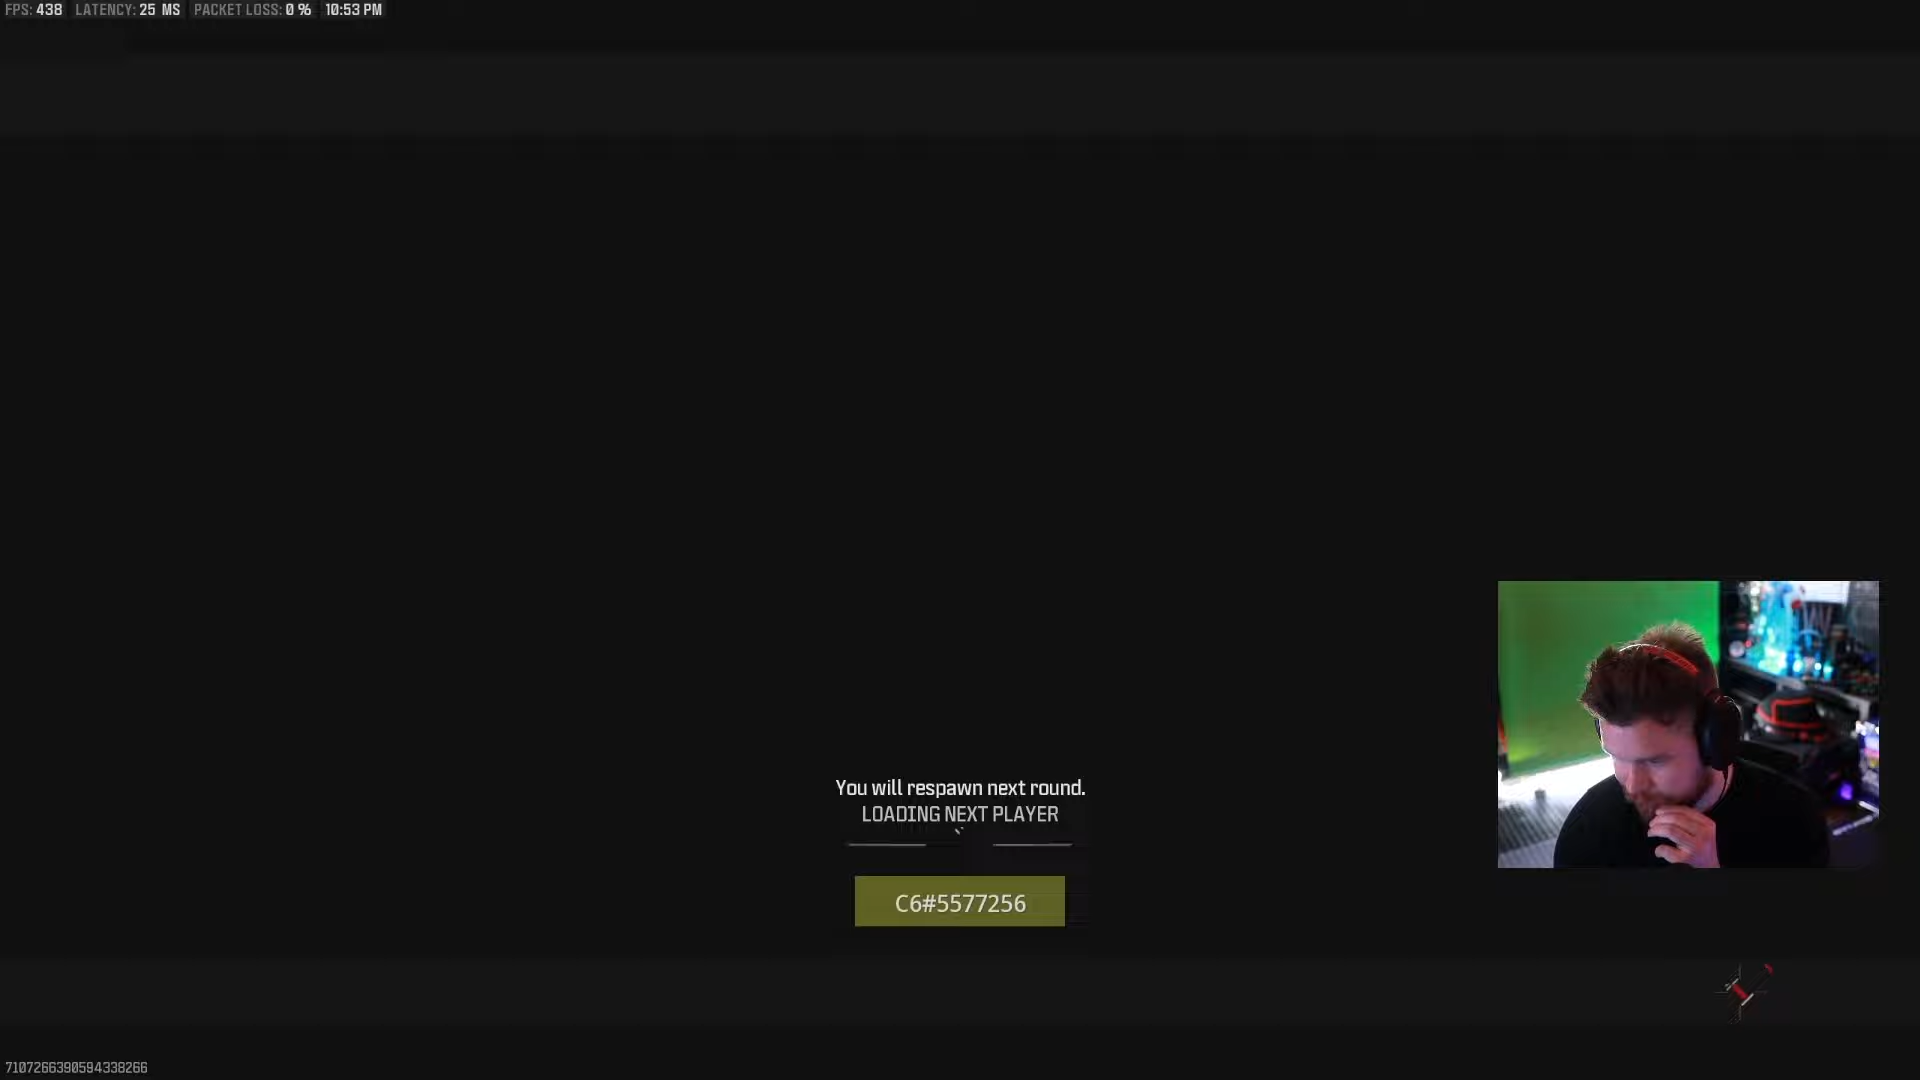 FPS: 438 LATENCY: 25 MS PACKET LOSS: 0 % 10:53 PM
You will respawn next round.
LOADING NEXT PLAYER
C6#5577256
7107266390594338266